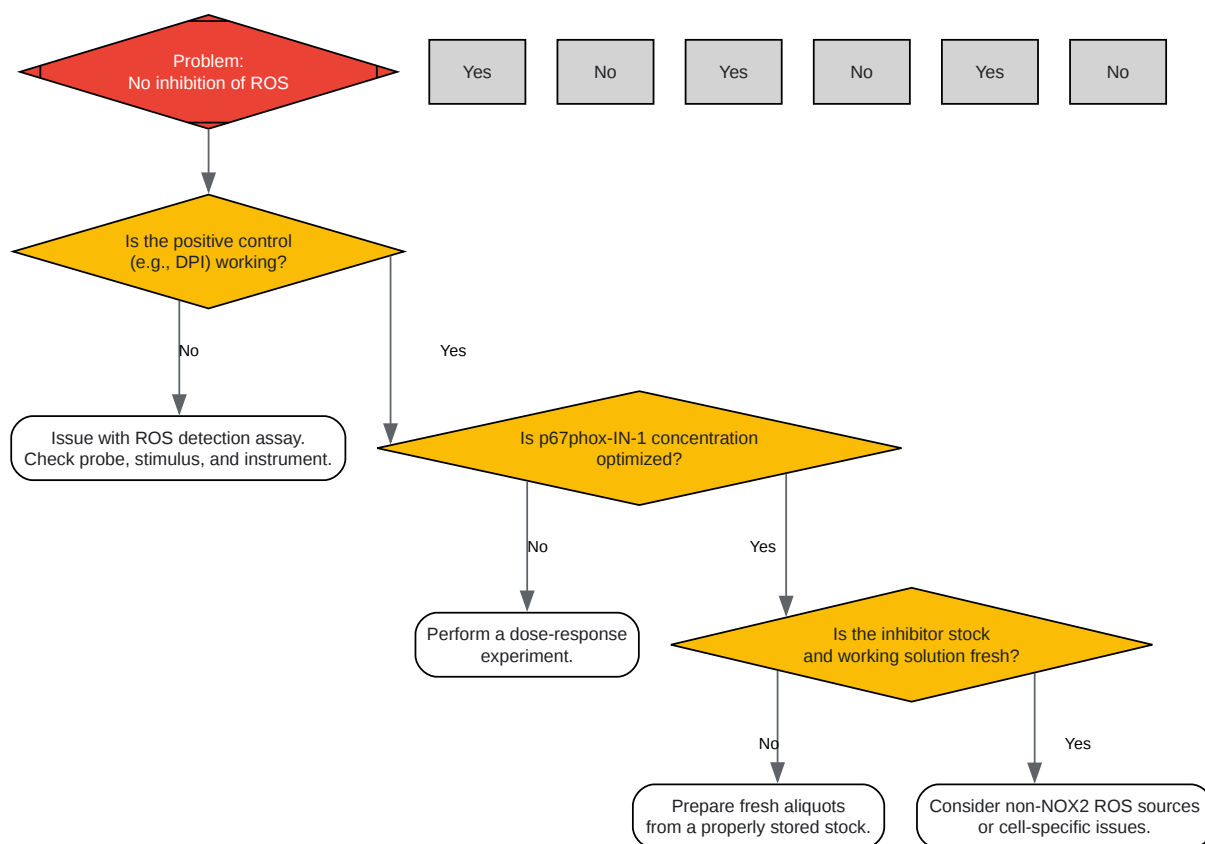 Problem:
No inhibition of ROS
Yes
No
Yes
No
Yes
No
Is the positive control
(e.g., DPI) working?
No
Yes
Issue with ROS detection assay.
Check probe, stimulus, and instrument.
Is p67phox-IN-1 concentration
optimized?
No
Yes
Perform a dose-response
experiment.
Is the inhibitor stock
and working solution fresh?
No
Yes
Prepare fresh aliquots
from a properly stored stock.
Consider non-NOX2 ROS sources
or cell-specific issues.